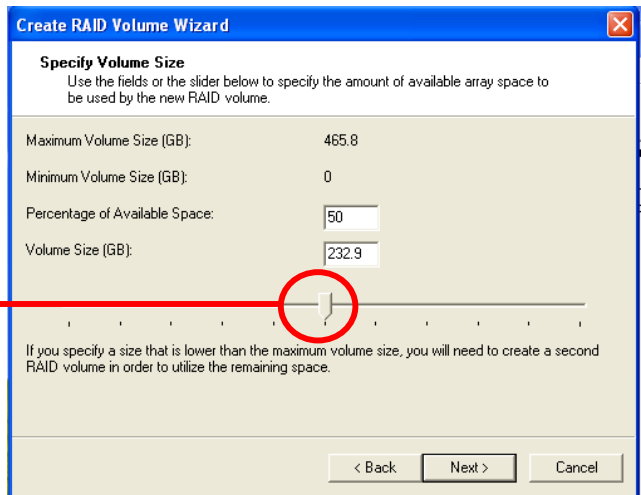 Create RAID Volume Wizard
Specify Volume Size
Use the fields or the slider below to specify the amount of available array space to
be used by the new RAID volume.
Maximum Volume Size (GB): 465.8
Minimum Volume Size (GB): 0
Percentage of Available Space: 50
Volume Size (GB): 232.9
If you specify a size that is lower than the maximum volume size, you will need to create a second
RAID volume in order to utilize the remaining space.
< Back Next > Cancel